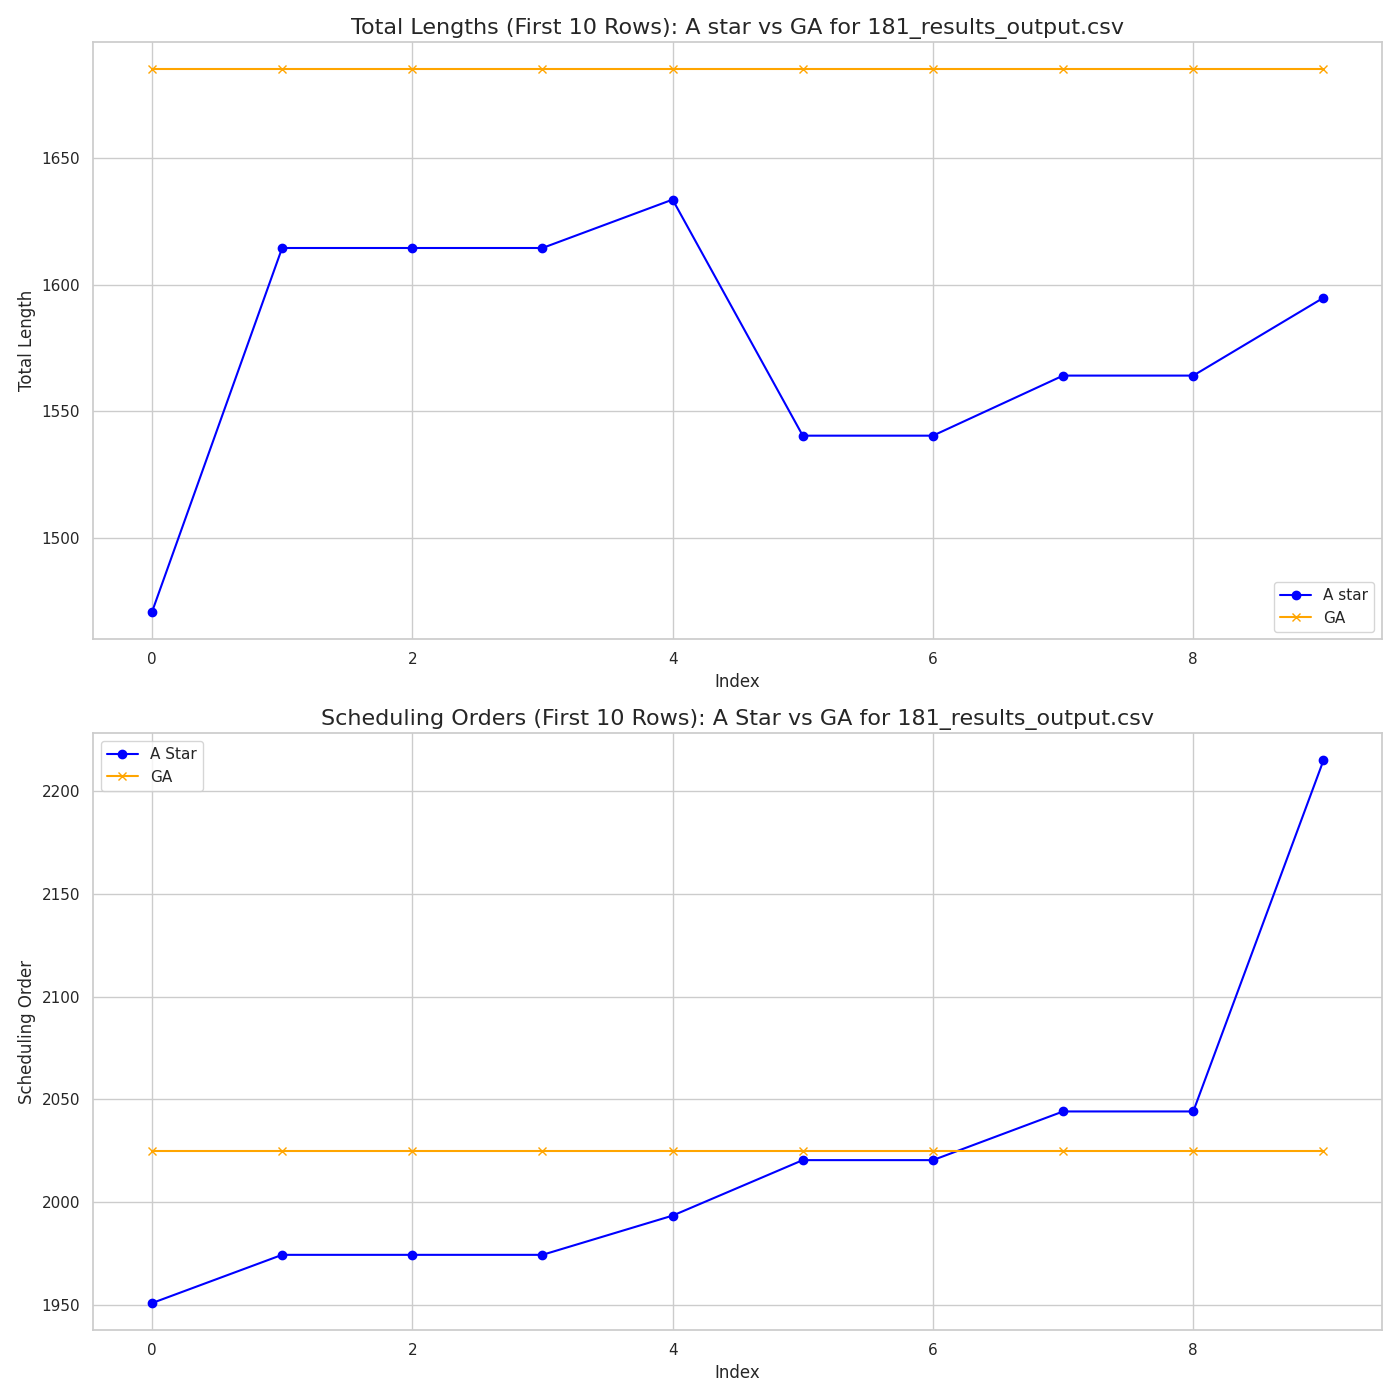 Total Lengths (First 10 Rows): A star vs GA for 181_results_output.csv
Total Length
1650
1600
1550
1500
A star
GA
0 2 4 6 8
Index
Scheduling Orders (First 10 Rows): A Star vs GA for 181_results_output.csv
A Star
GA
Scheduling Order
2200
2150
2100
2050
2000
1950
0 2 4 6 8
Index